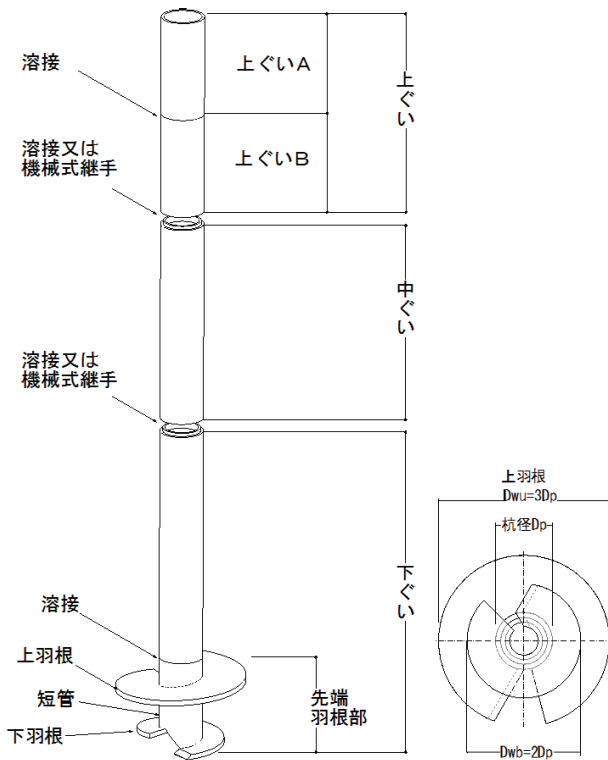 溶接
上ぐいA
上ぐい
溶接又は
機械式継手
上ぐいB
中ぐい
溶接又は
機械式継手
下ぐい
溶接
上羽根
短管
下羽根
先端
羽根部
上羽根
Dwu=3Dp
杭径Dp
Dwb=2Dp